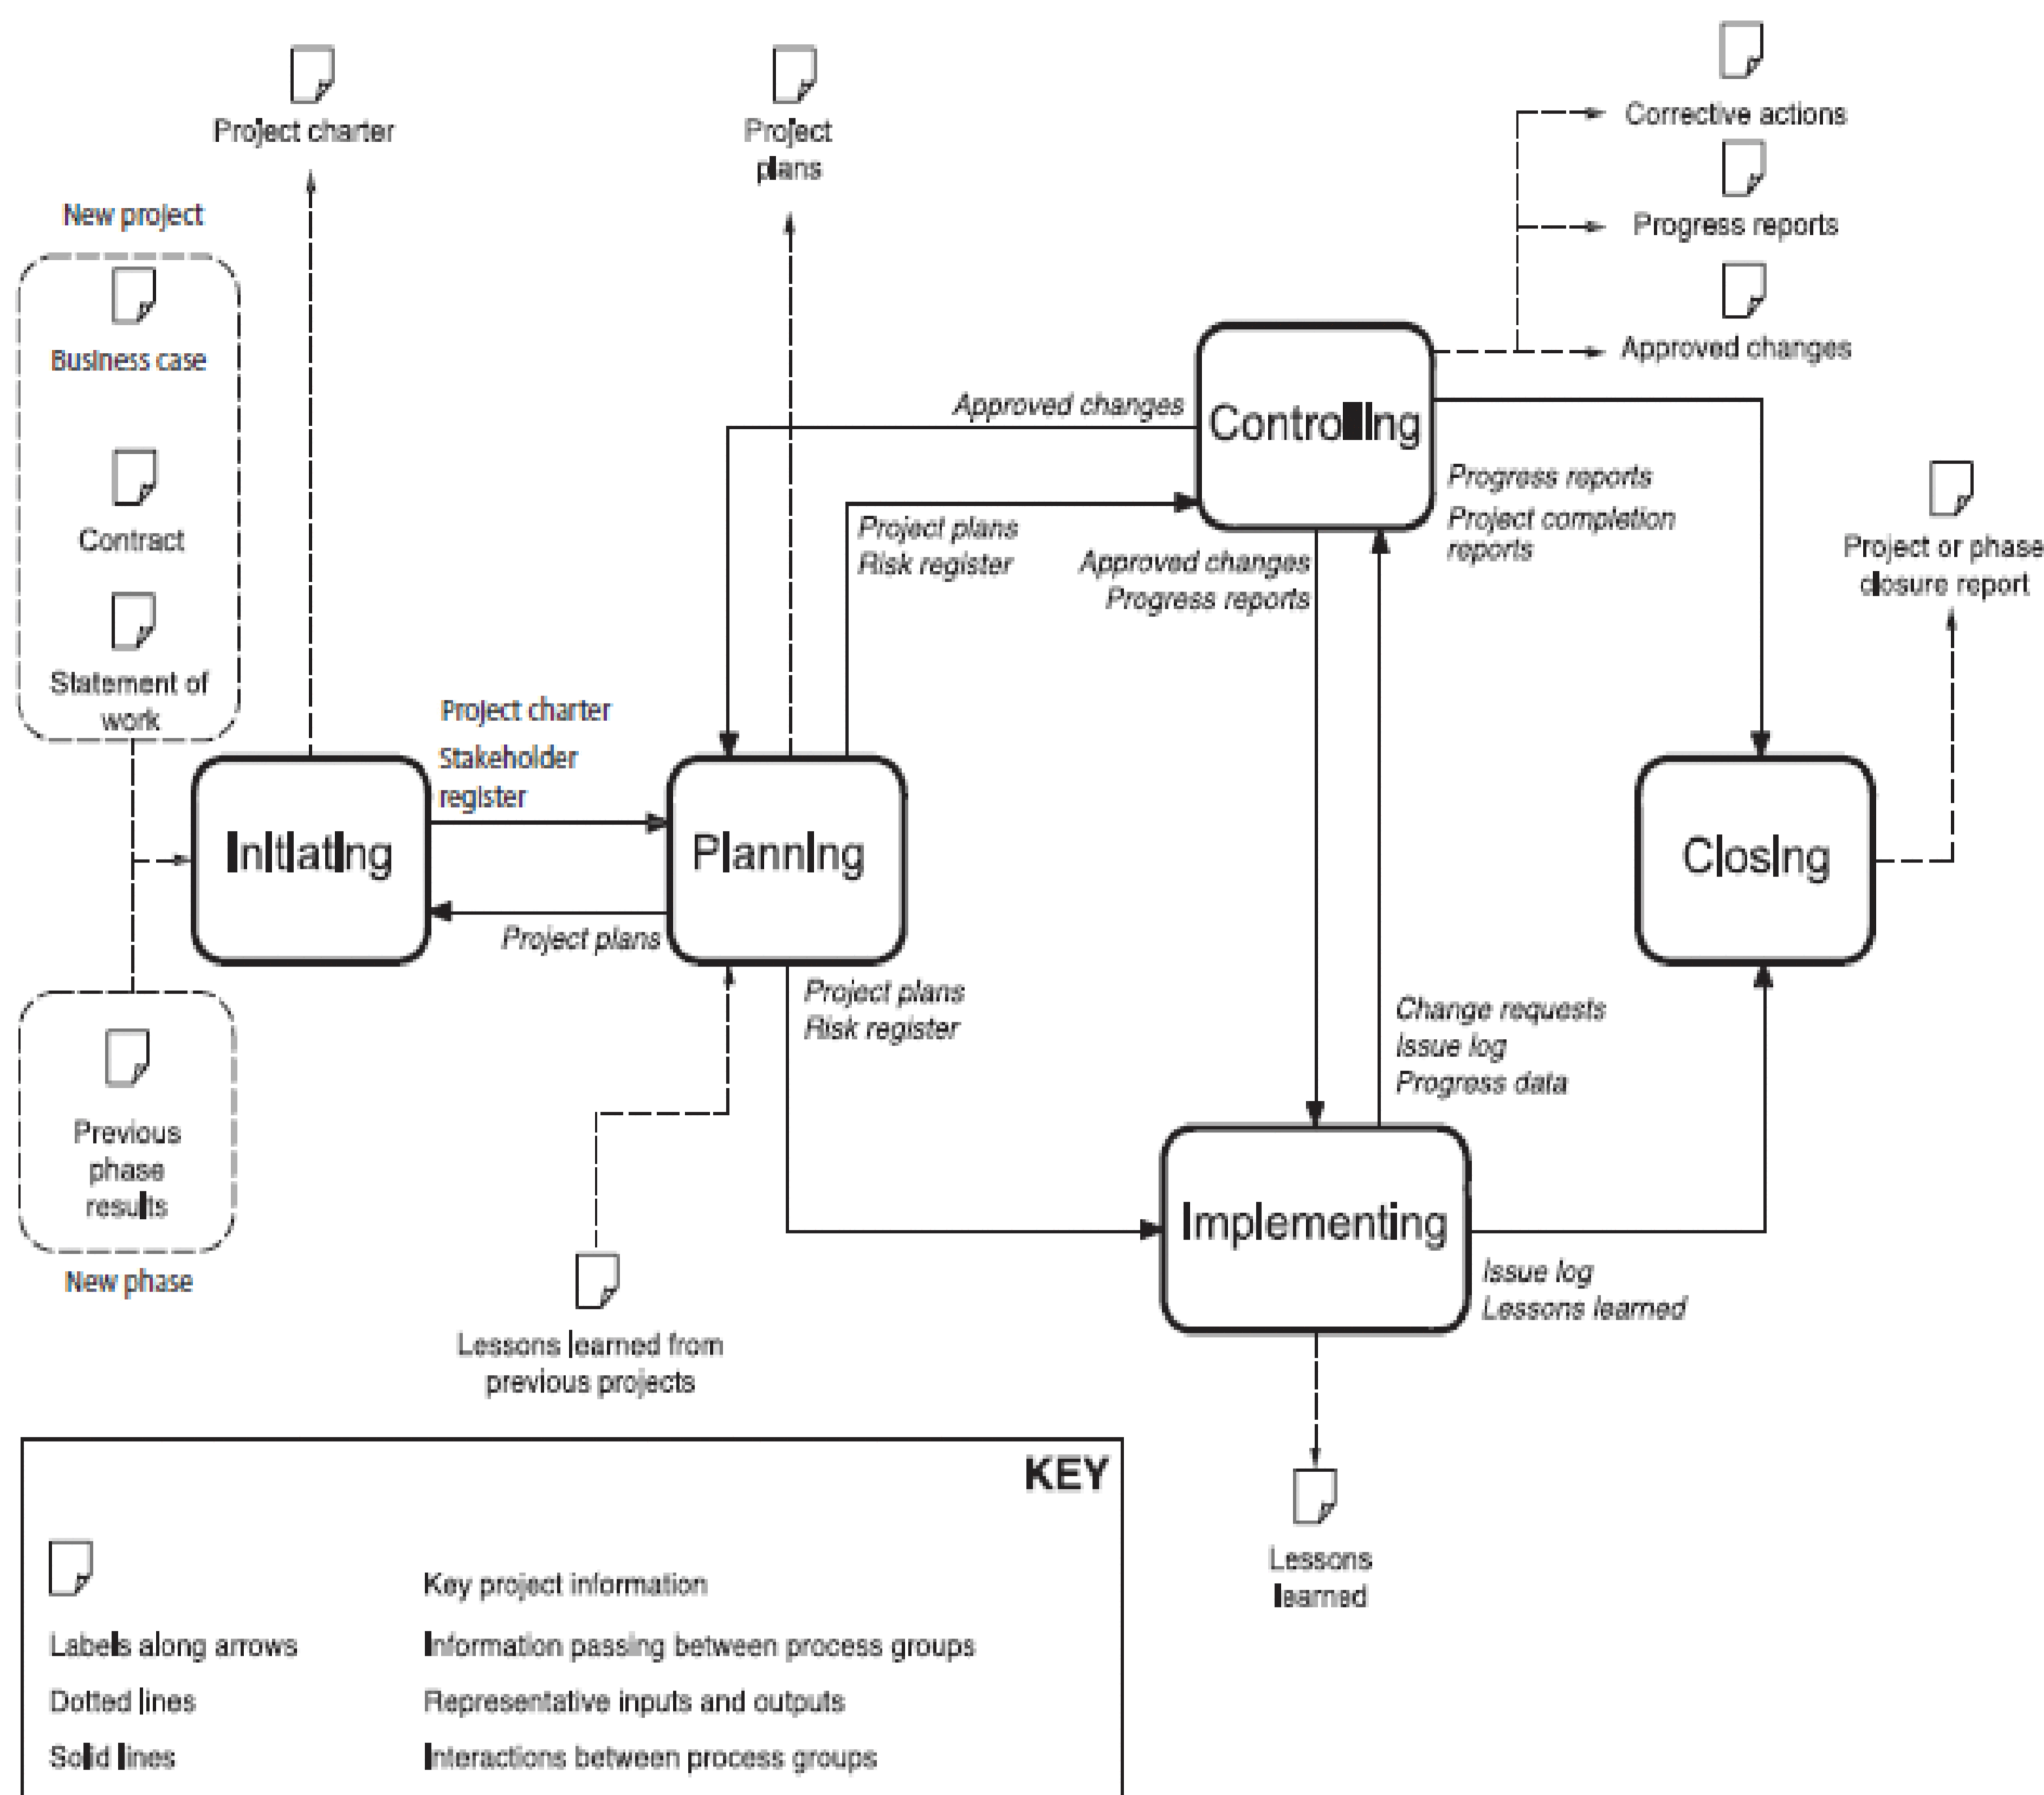 Project charter
Project
plans
Corrective actions
Progress reports
Approved changes
New project
Business case
Contract
Statement of
work
Approved changes
Controlling
Progress reports
Project completion
reports
Project plans
Risk register
Approved changes
Progress reports
Project or phase
closure report
Project charter
Stakeholder
register
Initiating
Planning
Closing
Project plans
Project plans
Risk register
Change requests
Issue log
Progress data
Previous
phase
results
New phase
Implementing
Issue log
Lessons learned
Lessons learned from
previous projects
Lessons
learned
KEY
Key project information
Labels along arrows Information passing between process groups
Dotted lines Representative inputs and outputs
Solid lines Interactions between process groups